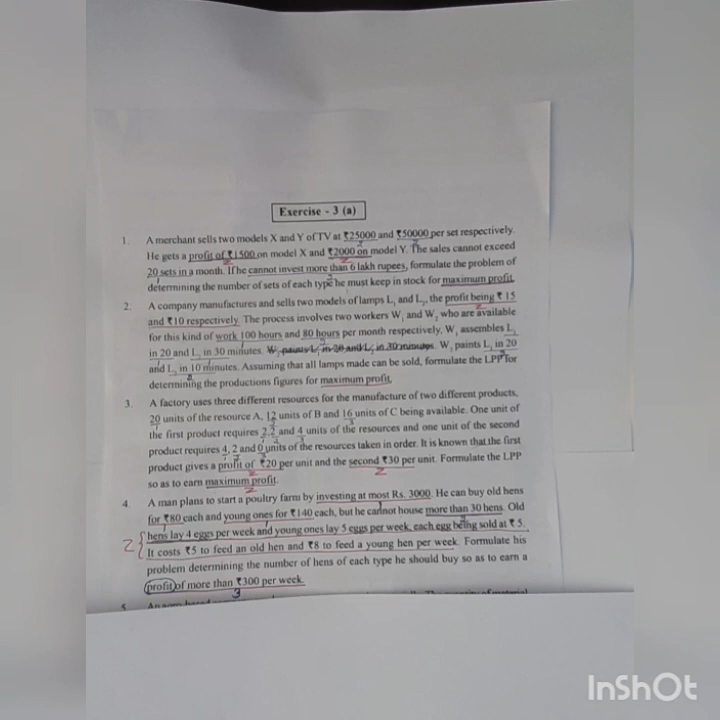 Exercise - 3 (a)
1. A merchant sells two models X and Y of TV at ₹25000 and ₹50000 per set respectively.
He gets a profit of ₹1500 on model X and ₹2000 on model Y. The sales cannot exceed
20 sets in a month. If he cannot invest more than 6 lakh rupees, formulate the problem of
determining the number of sets of each type he must keep in stock for maximum profit.
2. A company manufactures and sells two models of lamps L₁ and L₂, the profit being ₹ 15
and ₹10 respectively. The process involves two workers W₁ and W₂ who are available
for this kind of work 100 hours and 80 hours per month respectively. W₁ assembles L₁
in 20 and L₂ in 30 minutes. W₁ paints L₁ in 20 and L₂ in 30 minutes. W₂ paints L₁ in 20
and L₂ in 10 minutes. Assuming that all lamps made can be sold, formulate the LPP for
determining the productions figures for maximum profit.
3. A factory uses three different resources for the manufacture of two different products,
20 units of the resource A, 12 units of B and 16 units of C being available. One unit of
the first product requires 2,2 and 4 units of the resources and one unit of the second
product requires 4, 2 and 0 units of the resources taken in order. It is known that the first
product gives a profit of ₹20 per unit and the second ₹30 per unit. Formulate the LPP
so as to earn maximum profit.
4. A man plans to start a poultry farm by investing at most Rs. 3000. He can buy old hens
for ₹80 each and young ones for ₹140 each, but he cannot house more than 30 hens. Old
hens lay 4 eggs per week and young ones lay 5 eggs per week, each egg being sold at ₹ 5.
It costs ₹5 to feed an old hen and ₹8 to feed a young hen per week. Formulate his
problem determining the number of hens of each type he should buy so as to earn a
profit of more than ₹300 per week.
3
5
InShOt